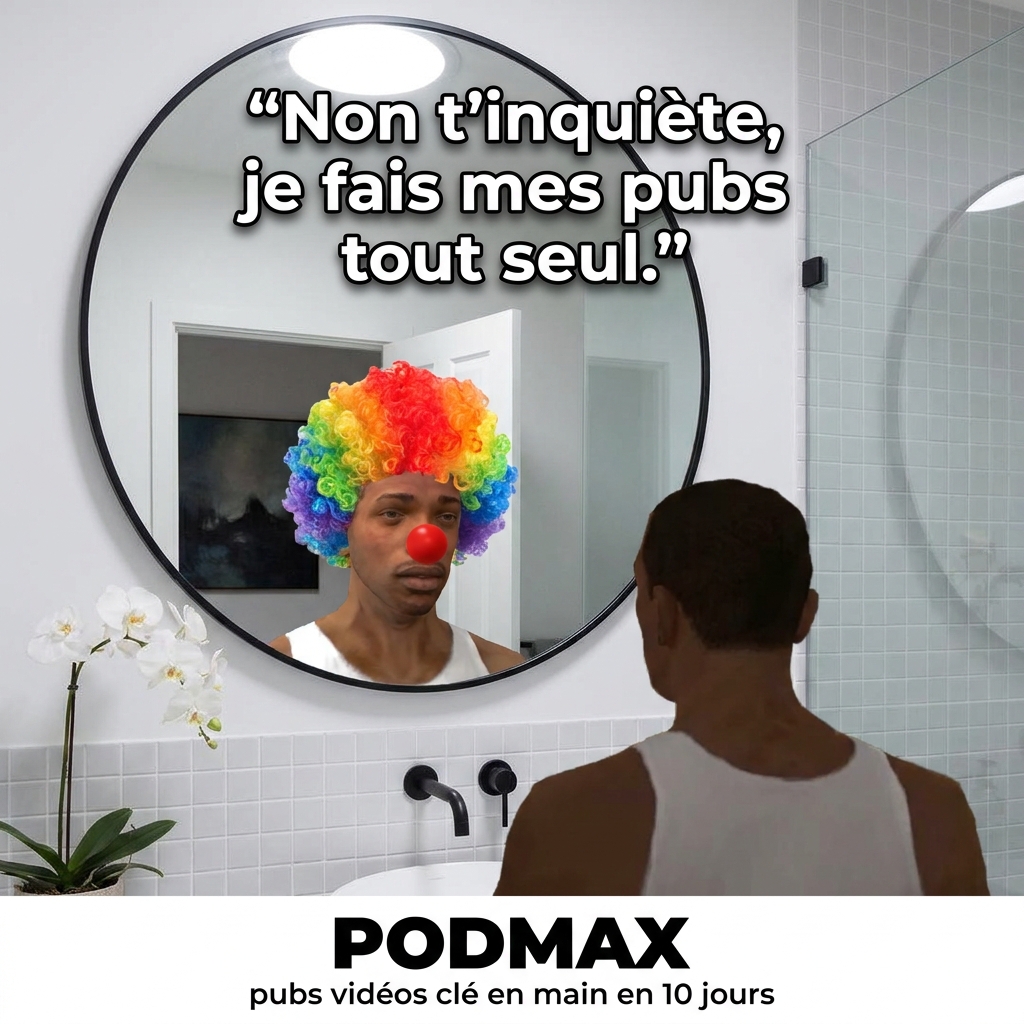 “Non t’inquiète,
je fais mes pubs
tout seul.”
PODMAX
pubs vidéos clé en main en 10 jours